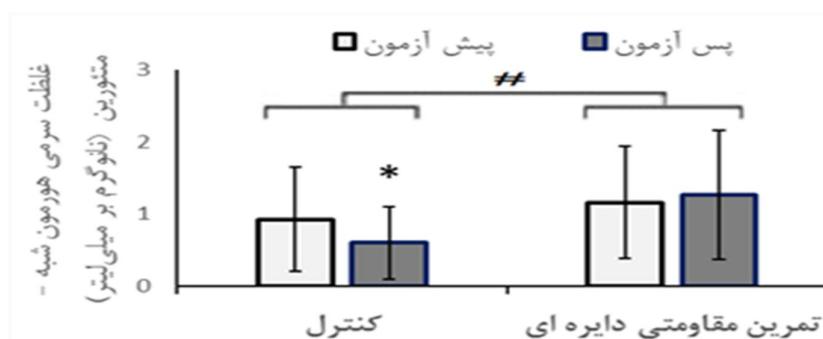 پیش آزمون
پس آزمون
غلظت سرمی هورمون شبه –
متئورین (نانوگرم بر میلی‌لیتر)
3
2
1
0
#
*
کنترل
تمرین مقاومتی دایره ای